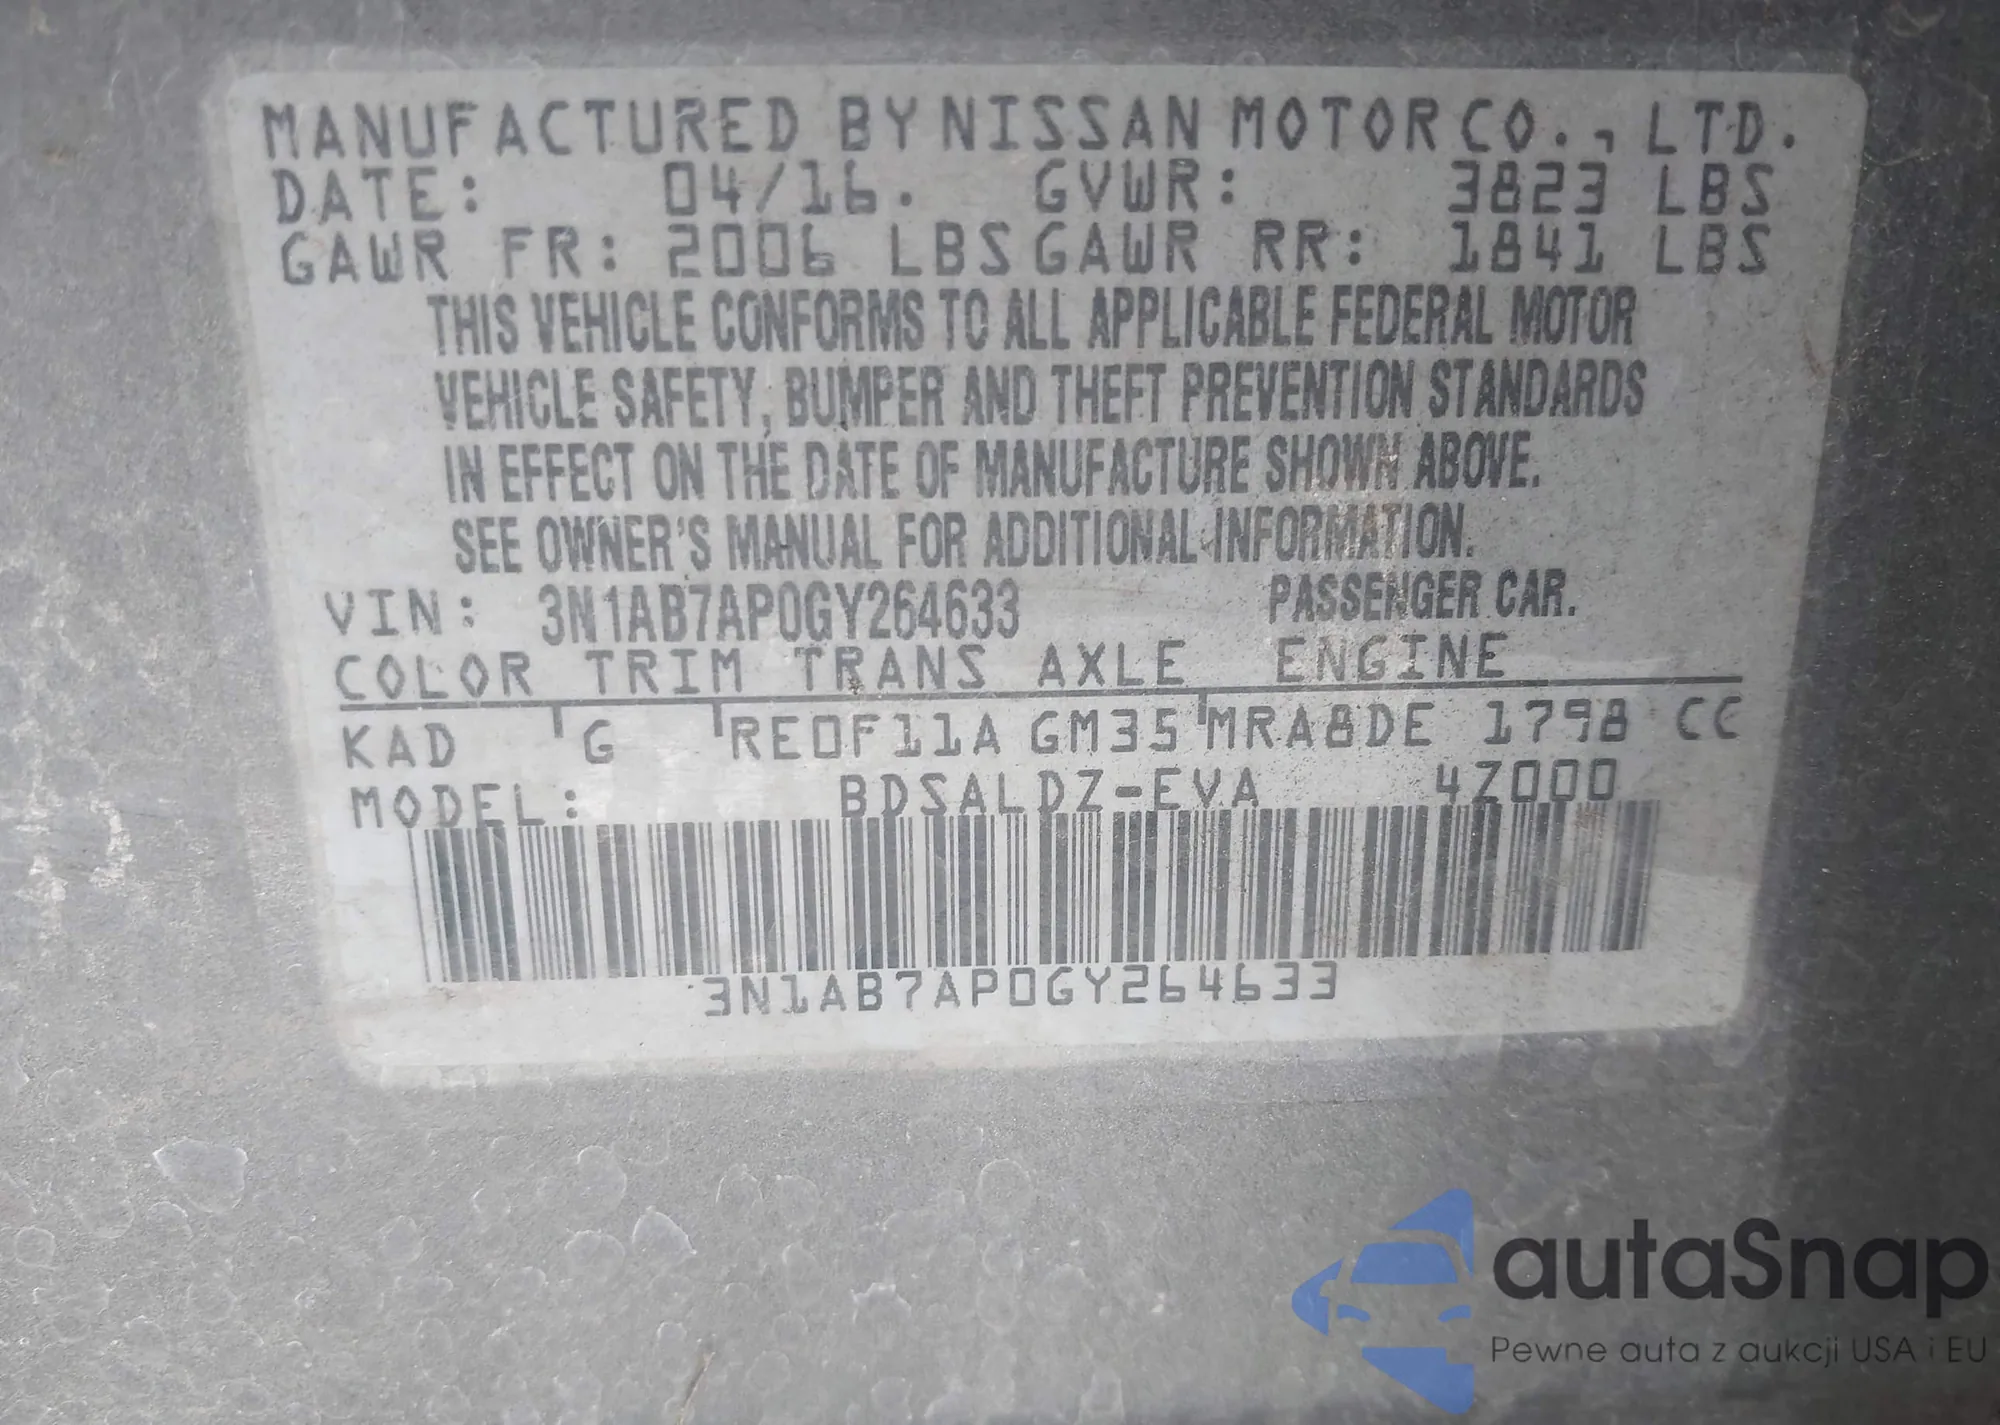 MANUFACTURED BY NISSAN MOTOR CO., LTD.
DATE: 04/16. GVWR: 3823 LBS
GAWR FR: 2006 LBS GAWR RR: 1841 LBS
THIS VEHICLE CONFORMS TO ALL APPLICABLE FEDERAL MOTOR
VEHICLE SAFETY, BUMPER AND THEFT PREVENTION STANDARDS
IN EFFECT ON THE DATE OF MANUFACTURE SHOWN ABOVE.
SEE OWNER'S MANUAL FOR ADDITIONAL INFORMATION.
VIN: 3N1AB7AP0GY264633 PASSENGER CAR.
COLOR TRIM TRANS AXLE ENGINE
KAD G RE0F11A GM35 MRA8DE 1798 CC
MODEL: BDSALDZ-EVA 4Z000
3N1AB7AP0GY264633
autaSnap
Pewne auta z aukcji USA i EU